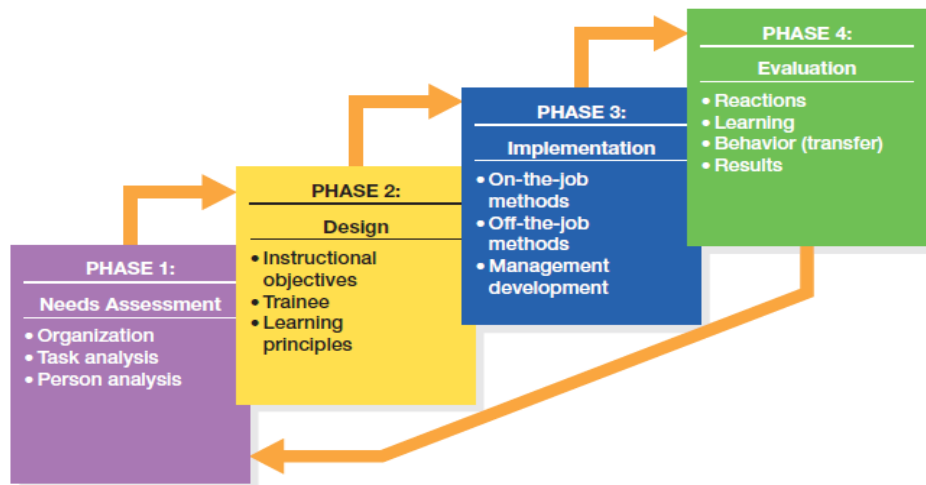 PHASE 1:
Needs Assessment
• Organization
• Task analysis
• Person analysis
PHASE 2:
Design
• Instructional
objectives
• Trainee
• Learning
principles
PHASE 3:
Implementation
• On-the-job
methods
• Off-the-job
methods
• Management
development
PHASE 4:
Evaluation
• Reactions
• Learning
• Behavior (transfer)
• Results